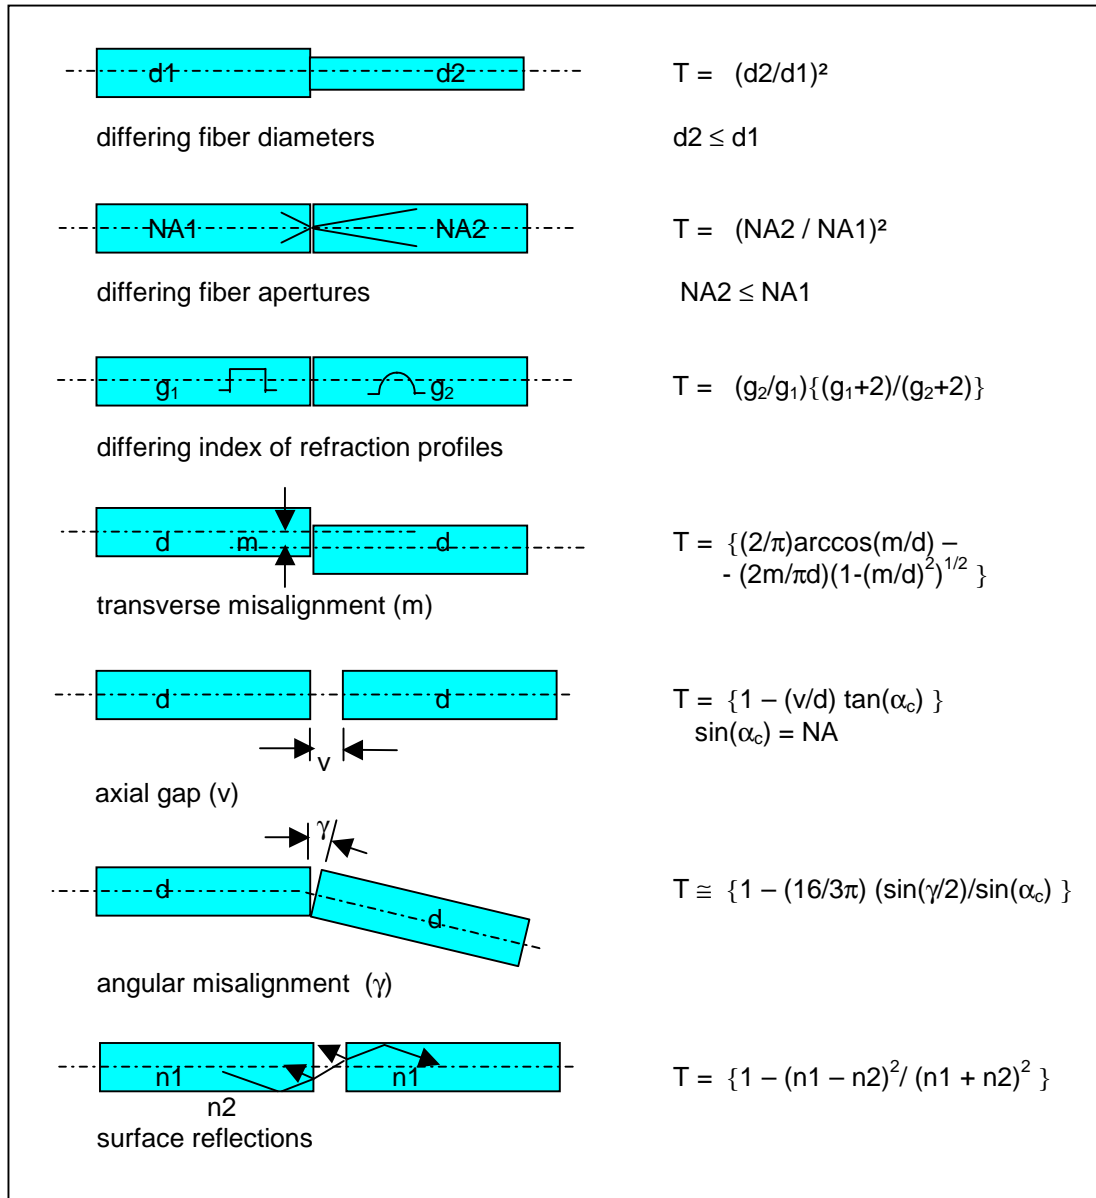 d1 d2 T = (d2/d1)²
differing fiber diameters d2 ≤ d1
NA1 NA2 T = (NA2 / NA1)²
differing fiber apertures NA2 ≤ NA1
g₁ g₂ T = (g₂/g₁){(g₁+2)/(g₂+2)}
differing index of refraction profiles
d m d T = {(2/π)arccos(m/d) –
- (2m/πd)(1-(m/d)²)^1/2 }
transverse misalignment (m)
d d T = {1 – (v/d) tan(α_c) }
sin(α_c) = NA
v
axial gap (v)
γ
d d T ≅ {1 – (16/3π) (sin(γ/2)/sin(α_c) }
angular misalignment (γ)
n1 n1 T = {1 – (n1 – n2)²/ (n1 + n2)² }
n2
surface reflections